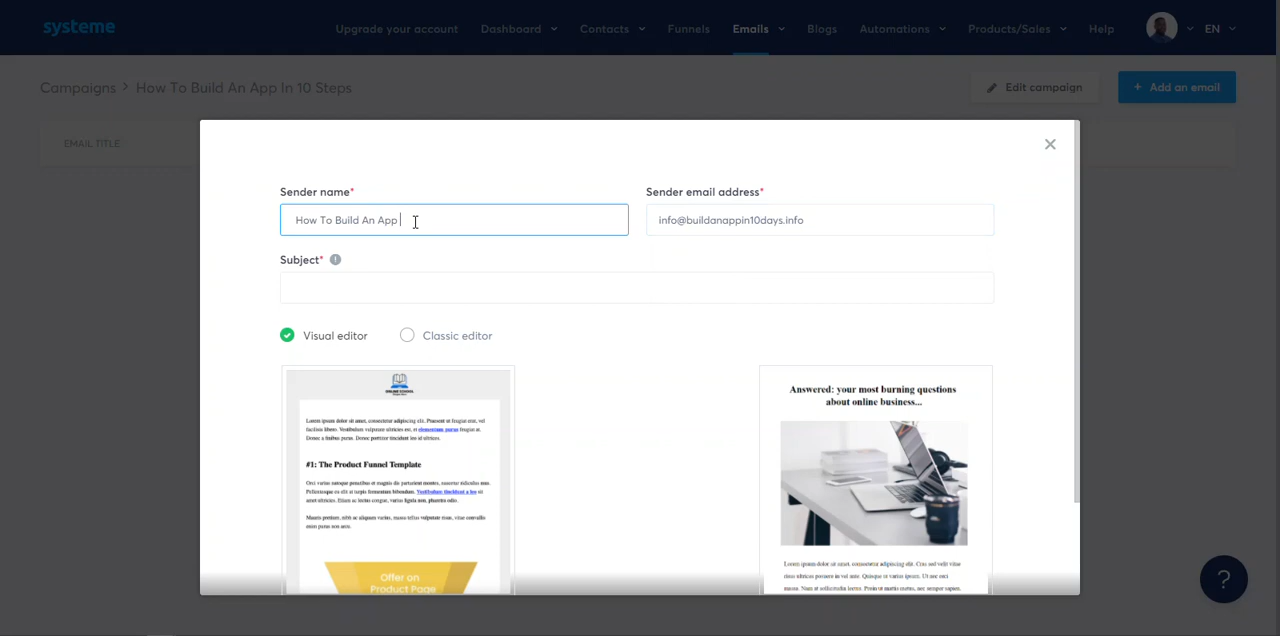 systeme
Upgrade your account Dashboard Contacts Funnels Emails Blogs Automations Products/Sales Help EN
Campaigns > How To Build An App In 10 Steps
Edit campaign
+ Add an email
EMAIL TITLE
Sender name*
Sender email address*
How To Build An App
info@buildanappin10days.info
Subject*
Visual editor
Classic editor
ONLINE SCHOOL
#1: The Product Funnel Template
Offer on
Product Page
Answered: your most burning questions
about online business...
?